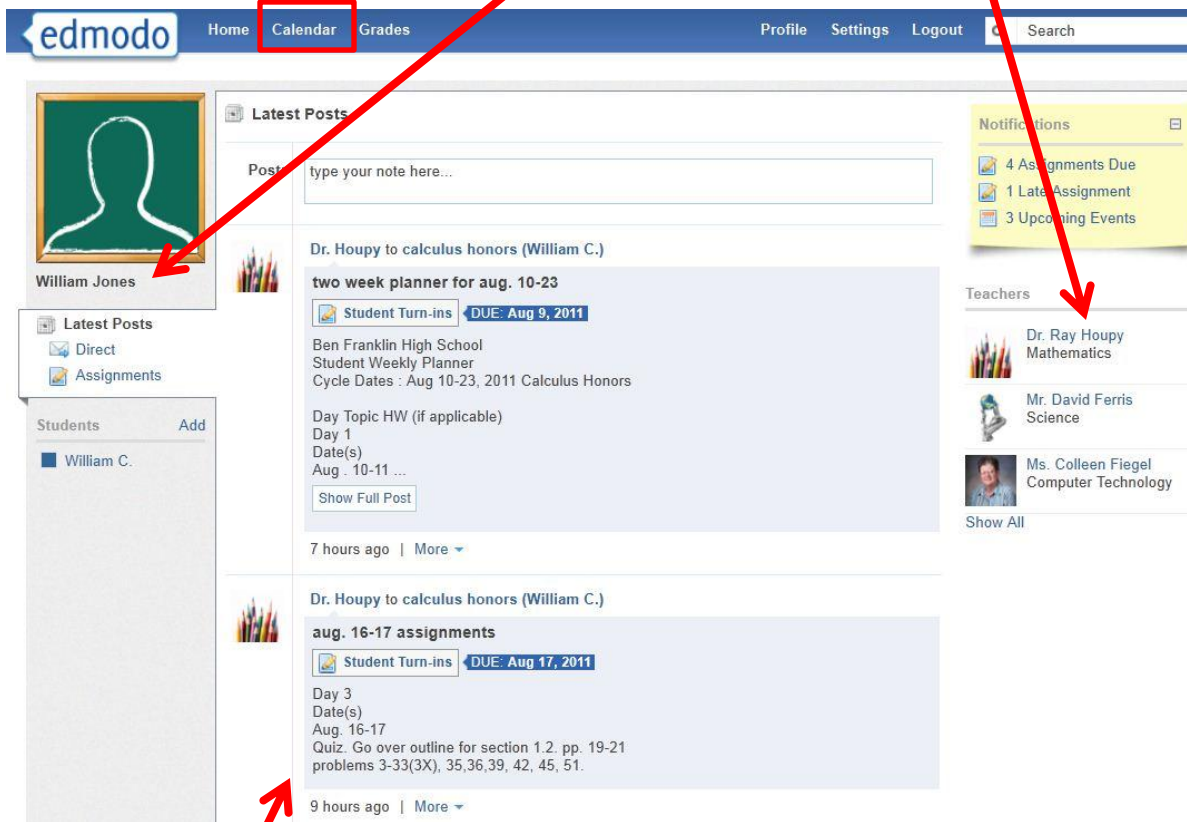 edmodo
Home Calendar Grades Profile Settings Logout Search
William Jones
Latest Posts
Direct
Assignments
Students Add
William C.
Latest Posts
Post type your note here...
Dr. Houpy to calculus honors (William C.)
two week planner for aug. 10-23
Student Turn-ins DUE: Aug 9, 2011
Ben Franklin High School
Student Weekly Planner
Cycle Dates : Aug 10-23, 2011 Calculus Honors
Day Topic HW (if applicable)
Day 1
Date(s)
Aug . 10-11 ...
Show Full Post
7 hours ago | More
Dr. Houpy to calculus honors (William C.)
aug. 16-17 assignments
Student Turn-ins DUE: Aug 17, 2011
Day 3
Date(s)
Aug. 16-17
Quiz. Go over outline for section 1.2. pp. 19-21
problems 3-33(3X), 35,36,39, 42, 45, 51.
9 hours ago | More
Notifications
4 Assignments Due
1 Late Assignment
3 Upcoming Events
Teachers
Dr. Ray Houpy
Mathematics
Mr. David Ferris
Science
Ms. Colleen Fiegel
Computer Technology
Show All